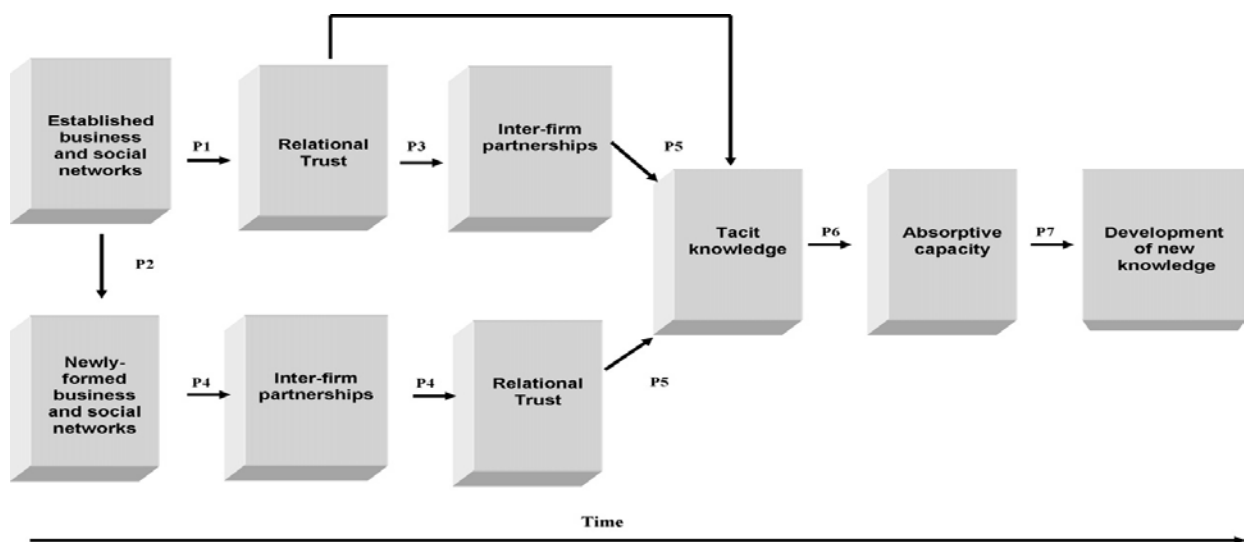 Established
business
and social
networks
P1
Relational
Trust
P3
Inter-firm
partnerships
P5
Tacit
knowledge
P6
Absorptive
capacity
P7
Development
of new
knowledge
P2
Newly-
formed
business
and social
networks
P4
Inter-firm
partnerships
P4
Relational
Trust
P5
Time